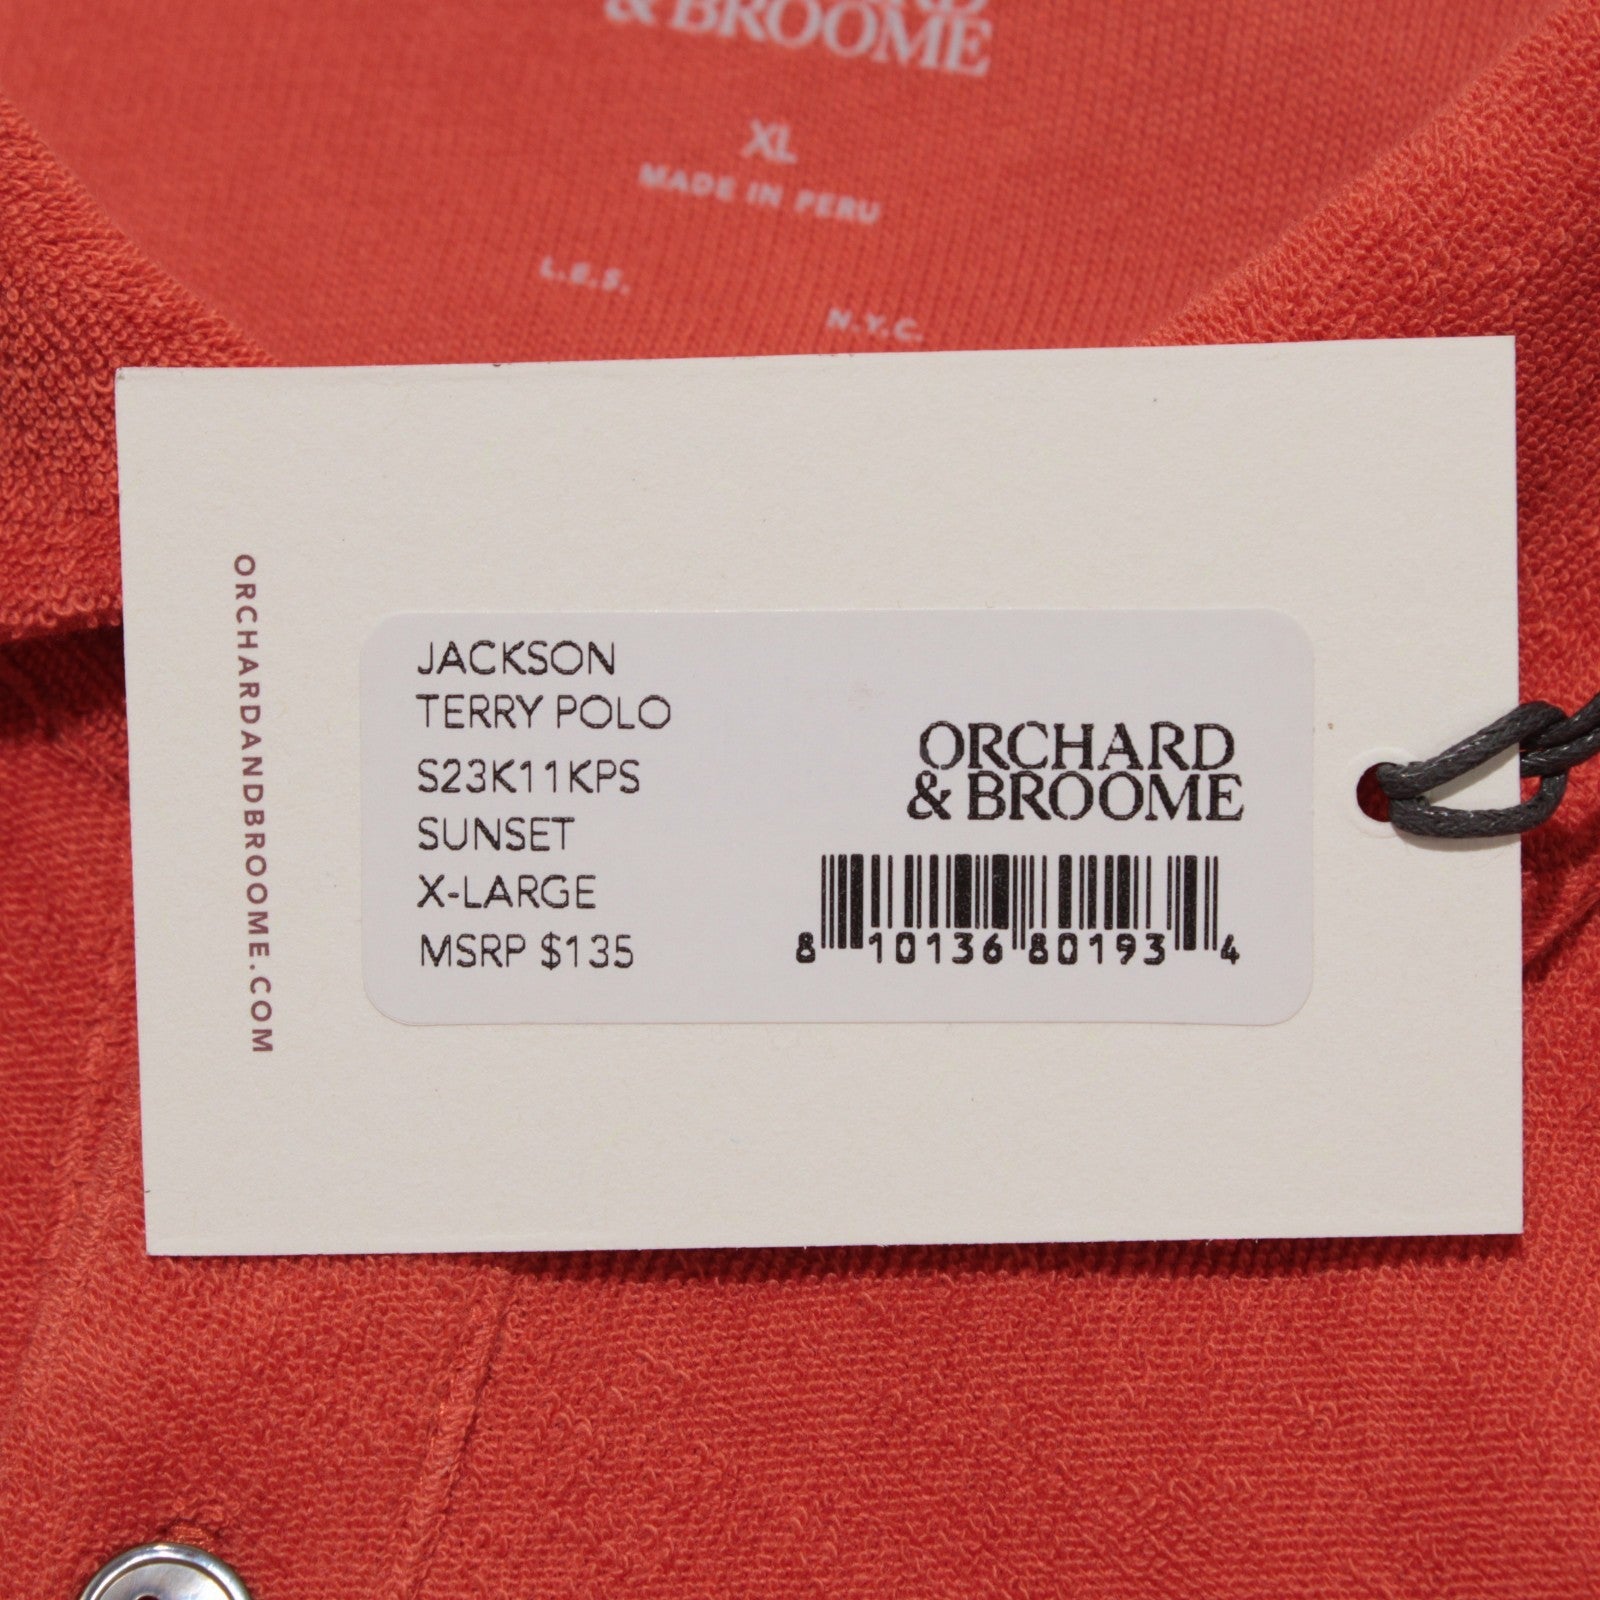 & BROOME
XL
MADE IN PERU
L.E.S.
N.Y.C.
ORCHARDANDBROOME.COM
JACKSON
TERRY POLO
S23K11KPS
SUNSET
X-LARGE
MSRP $135
ORCHARD
& BROOME
8 10136 80193 4